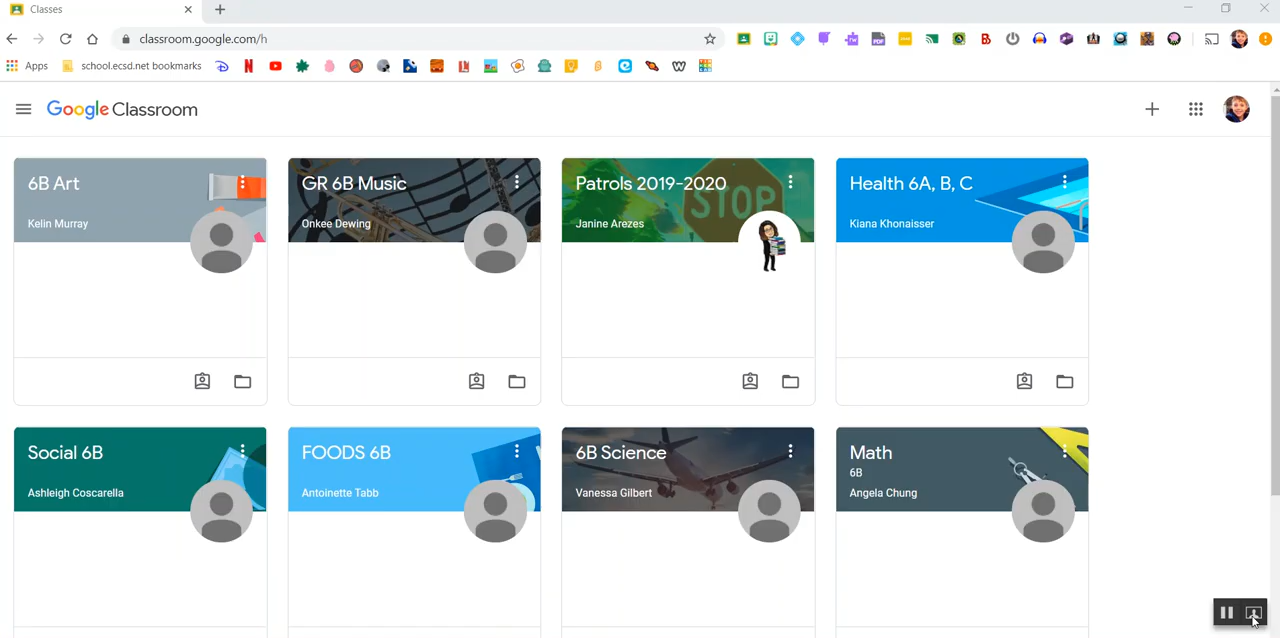 Classes
classroom.google.com/h
Apps
school.ecsd.net bookmarks
Google Classroom
6B Art
Kelin Murray
GR 6B Music
Onkee Dewing
Patrols 2019-2020
Janine Arezes
STOP
Health 6A, B, C
Kiana Khonaisser
Social 6B
Ashleigh Coscarella
FOODS 6B
Antoinette Tabb
6B Science
Vanessa Gilbert
Math
6B
Angela Chung